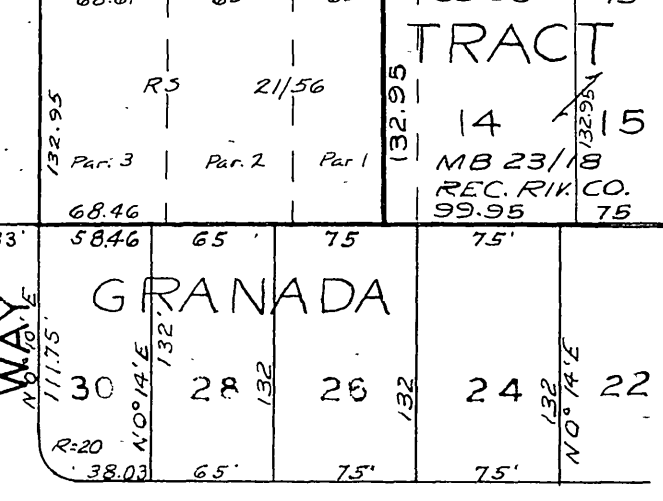 TRACT
RS 21/56
132.95
132.95
132.95
14 15
Par. 3 Par. 2 Par 1
MB 23/18
REC. RIV. CO.
68.46 99.95 75
58.46 65' 75 75'
GRANADA
WAY
N0°10'E
111.75'
N0°14'E
132'
132
132
132
N0°14'E
30 28 26 24 22
R=20
38.03 65' 75' 75'